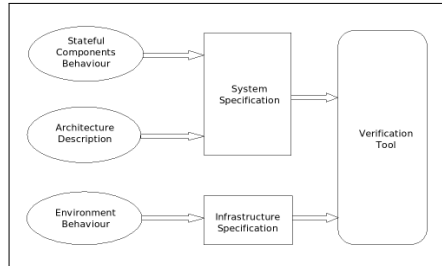 Stateful
Components
Behaviour
System
Specification
Architecture
Description
Verification
Tool
Environment
Behaviour
Infrastructure
Specification